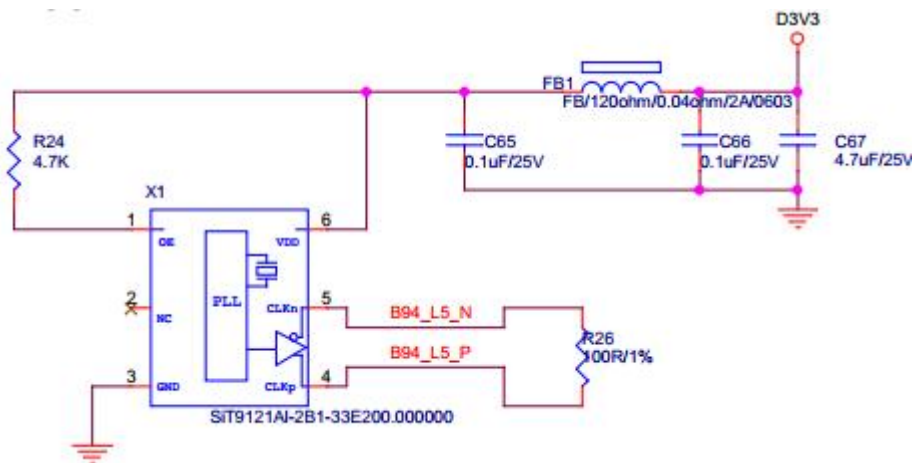 D3V3
FB1
FB/120ohm/0.04ohm/2A/0603
R24
4.7K
C65
0.1uF/25V
C66
0.1uF/25V
C67
4.7uF/25V
X1
1
OE
VDD
6
PLL
2
NC
CLKn
5
B94_L5_N
R26
100R/1%
B94_L5_P
3
GND
CLKp
4
SiT9121AI-2B1-33E200.000000